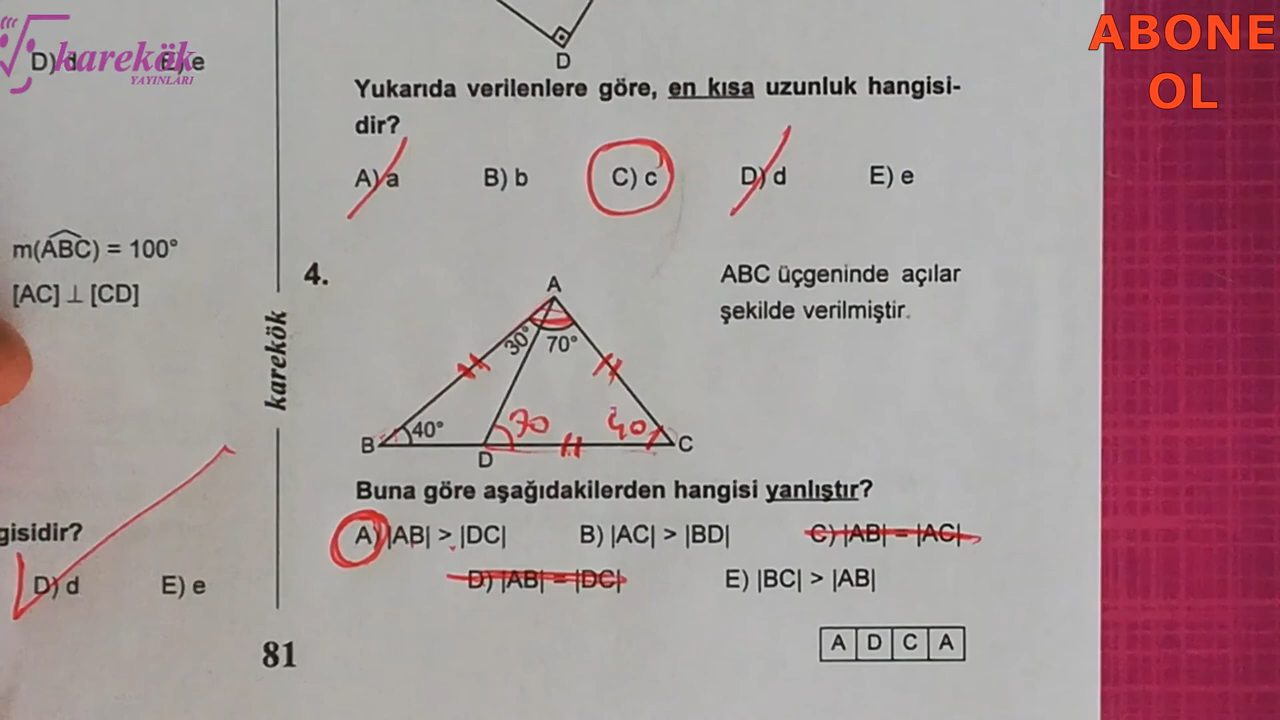 ABONE
OL
karekök
YAYINLARI
D) d E) e
m(ABC) = 100°
[AC] ⊥ [CD]
gisidir?
D) d E) e
karekök
81
D
Yukarıda verilenlere göre, en kısa uzunluk hangisi-
dir?
A) a B) b C) c D) d E) e
4.
ABC üçgeninde açılar
şekilde verilmiştir.
A
30° 70°
B 40° 70 40 C
D
Buna göre aşağıdakilerden hangisi yanlıştır?
A) |AB| > |DC| B) |AC| > |BD| C) |AB| = |AC|
D) |AB| = |DC| E) |BC| > |AB|
A D C A